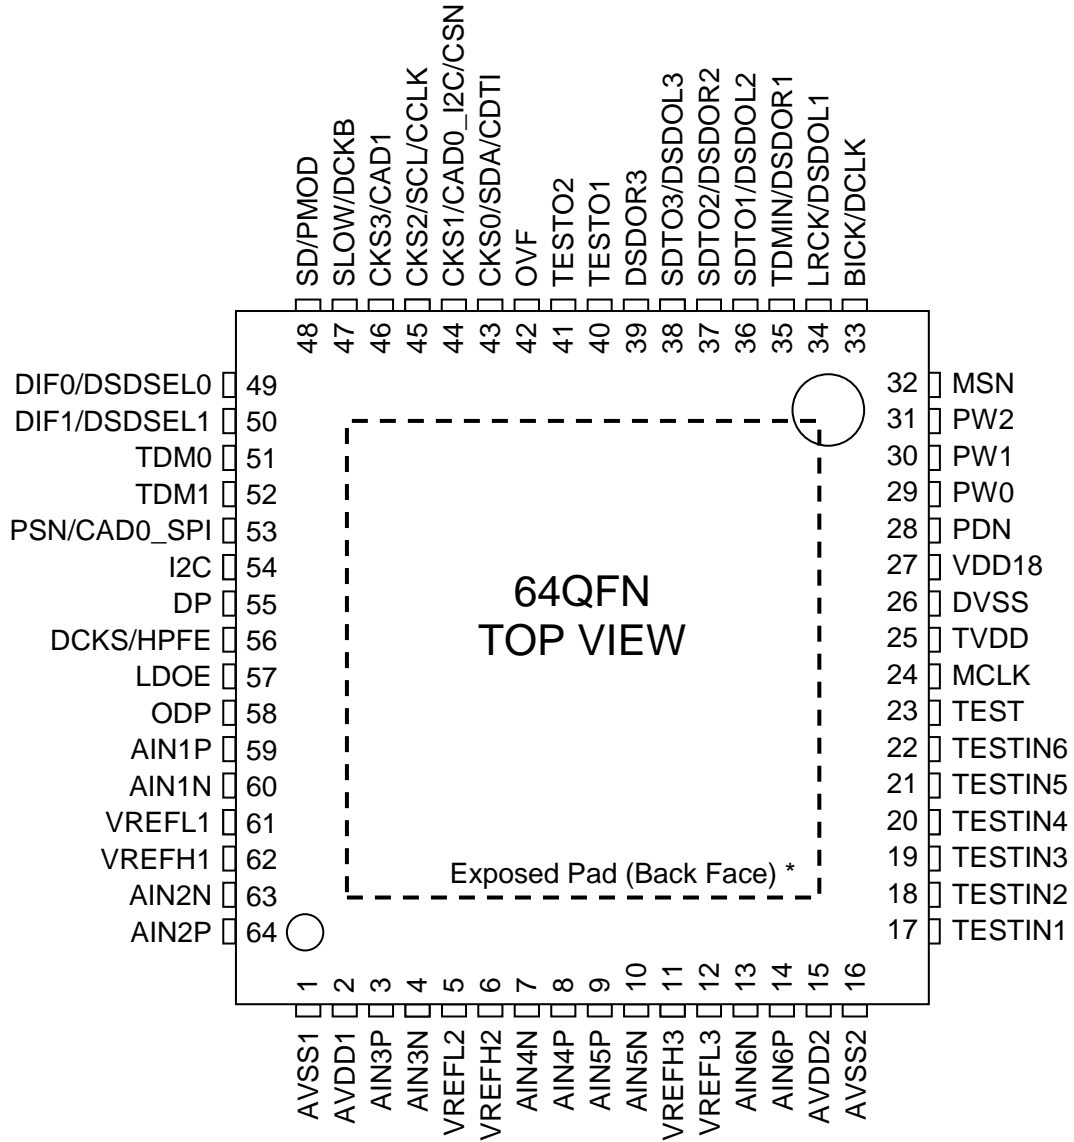 SD/PMOD
SLOW/DCKB
CKS3/CAD1
CKS2/SCL/CCLK
CKS1/CAD0_I2C/CSN
CKS0/SDA/CDTI
OVF
TESTO2
TESTO1
DSDOR3
SDTO3/DSDOL3
SDTO2/DSDOR2
SDTO1/DSDOL2
TDMIN/DSDOR1
LRCK/DSDOL1
BICK/DCLK
48
47
46
45
44
43
42
41
40
39
38
37
36
35
34
33
DIF0/DSDSEL0 49
DIF1/DSDSEL1 50
TDM0 51
TDM1 52
PSN/CAD0_SPI 53
I2C 54
DP 55
DCKS/HPFE 56
LDOE 57
ODP 58
AIN1P 59
AIN1N 60
VREFL1 61
VREFH1 62
AIN2N 63
AIN2P 64
64QFN
TOP VIEW
Exposed Pad (Back Face) *
32 MSN
31 PW2
30 PW1
29 PW0
28 PDN
27 VDD18
26 DVSS
25 TVDD
24 MCLK
23 TEST
22 TESTIN6
21 TESTIN5
20 TESTIN4
19 TESTIN3
18 TESTIN2
17 TESTIN1
1
2
3
4
5
6
7
8
9
10
11
12
13
14
15
16
AVSS1
AVDD1
AIN3P
AIN3N
VREFL2
VREFH2
AIN4N
AIN4P
AIN5P
AIN5N
VREFH3
VREFL3
AIN6N
AIN6P
AVDD2
AVSS2